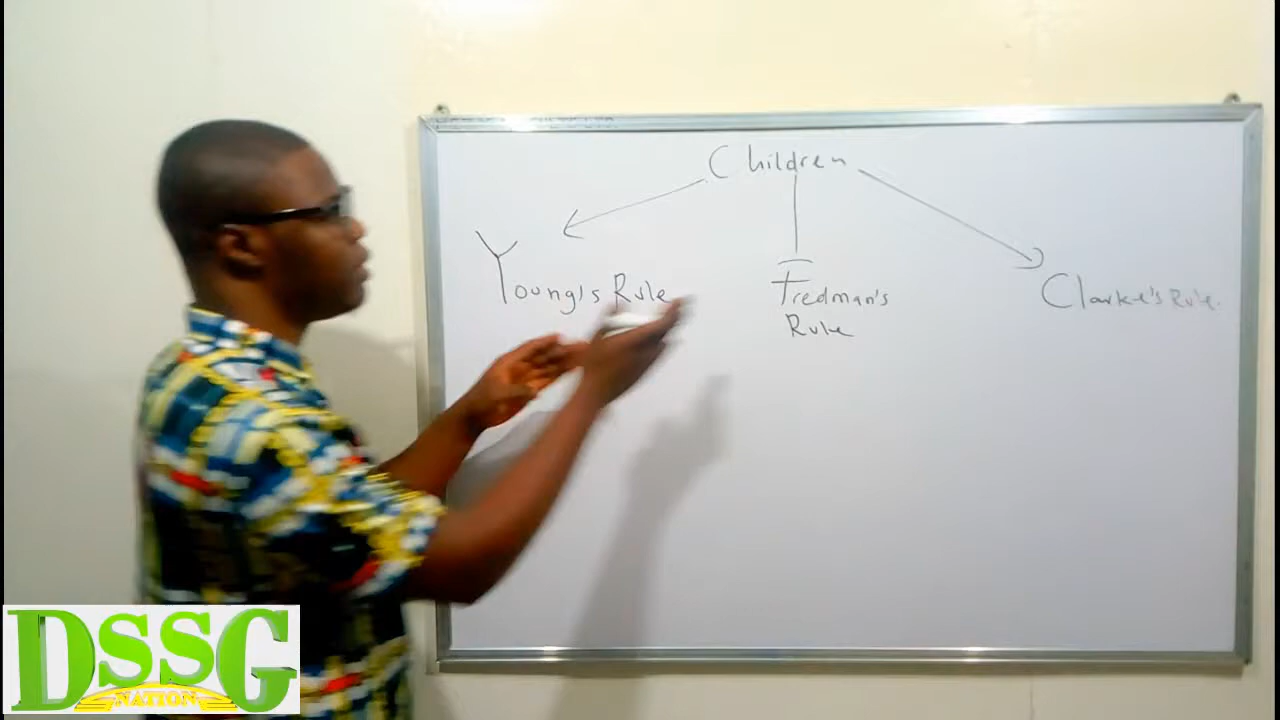 Children
Young's Rule
Fredman's
Rule
Clarke's Rule.
DSSG
NATION